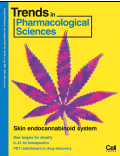 Trends in
Pharmacological
Sciences
Skin endocannabinoid system
New targets for obesity
IL-21 for therapeutics
PET radiotracers in drug discovery
Cell